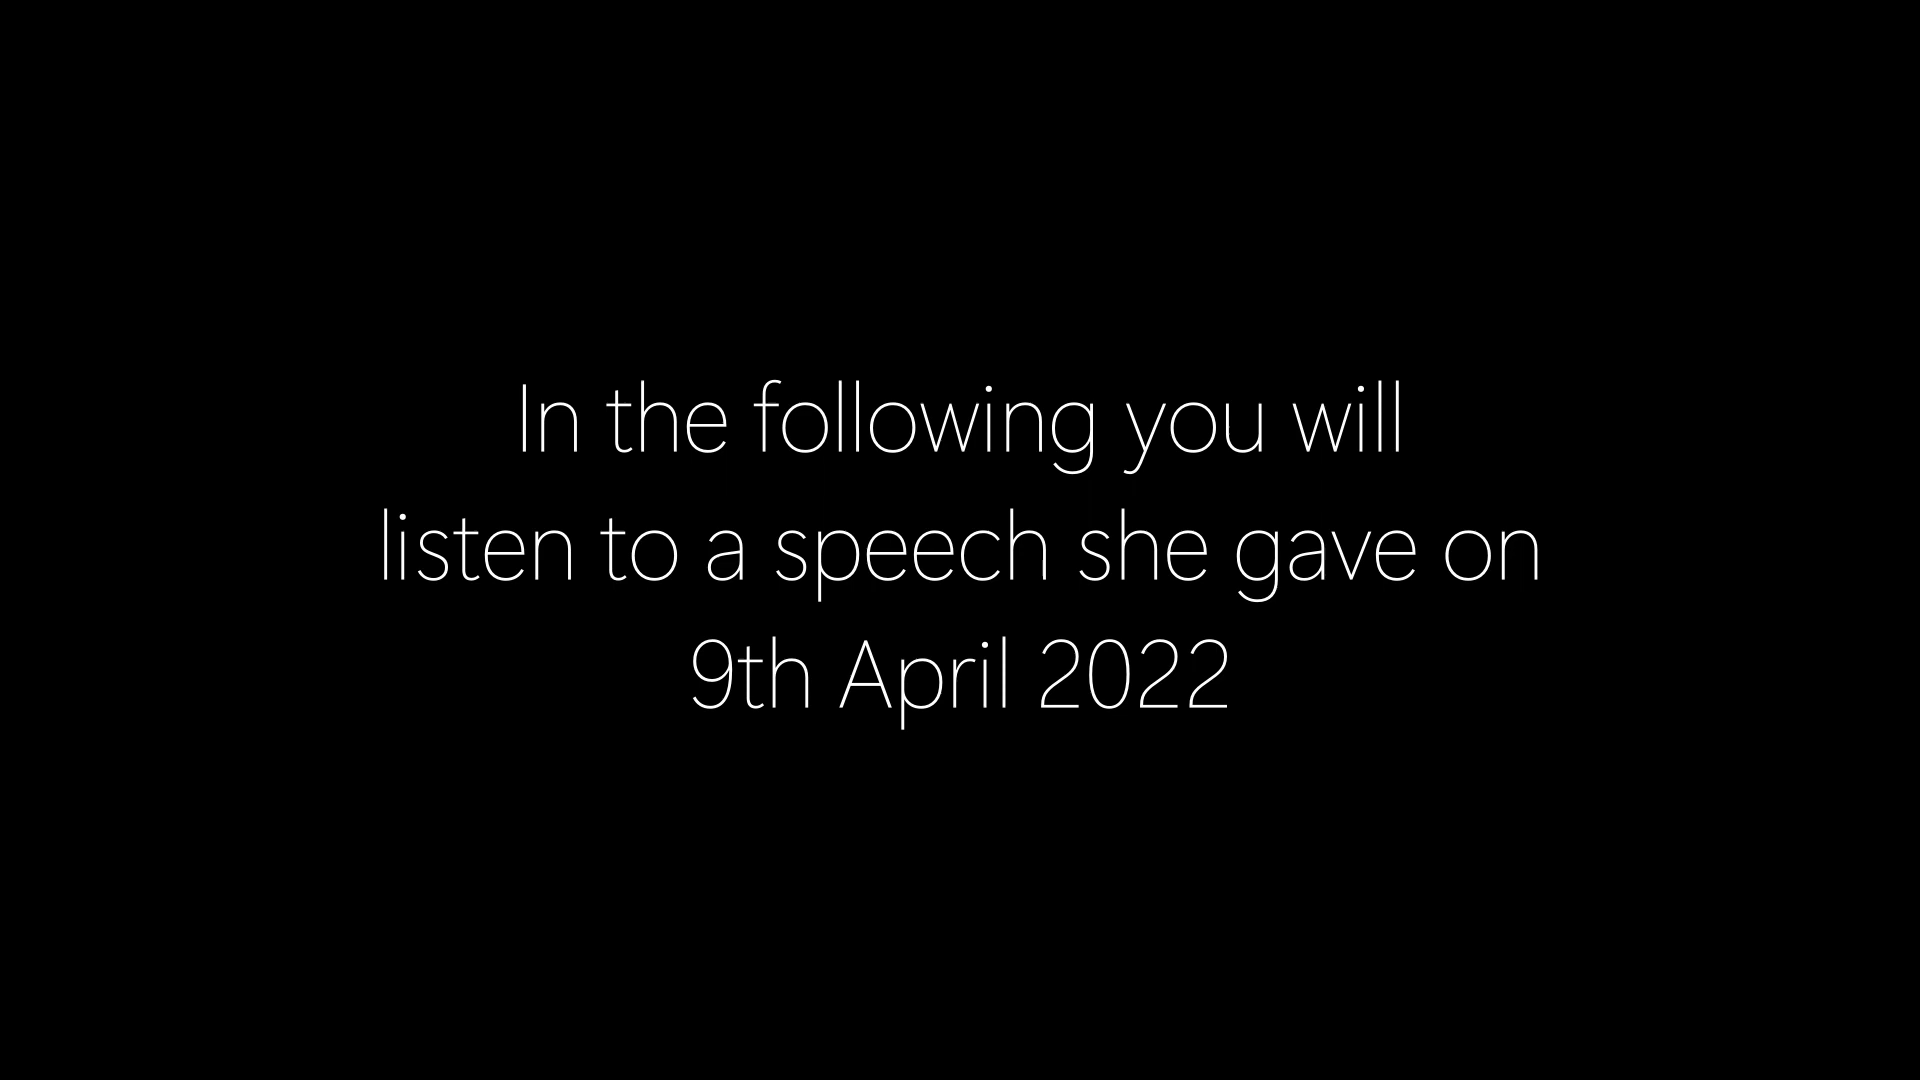 In the following you will
listen to a speech she gave on
9th April 2022